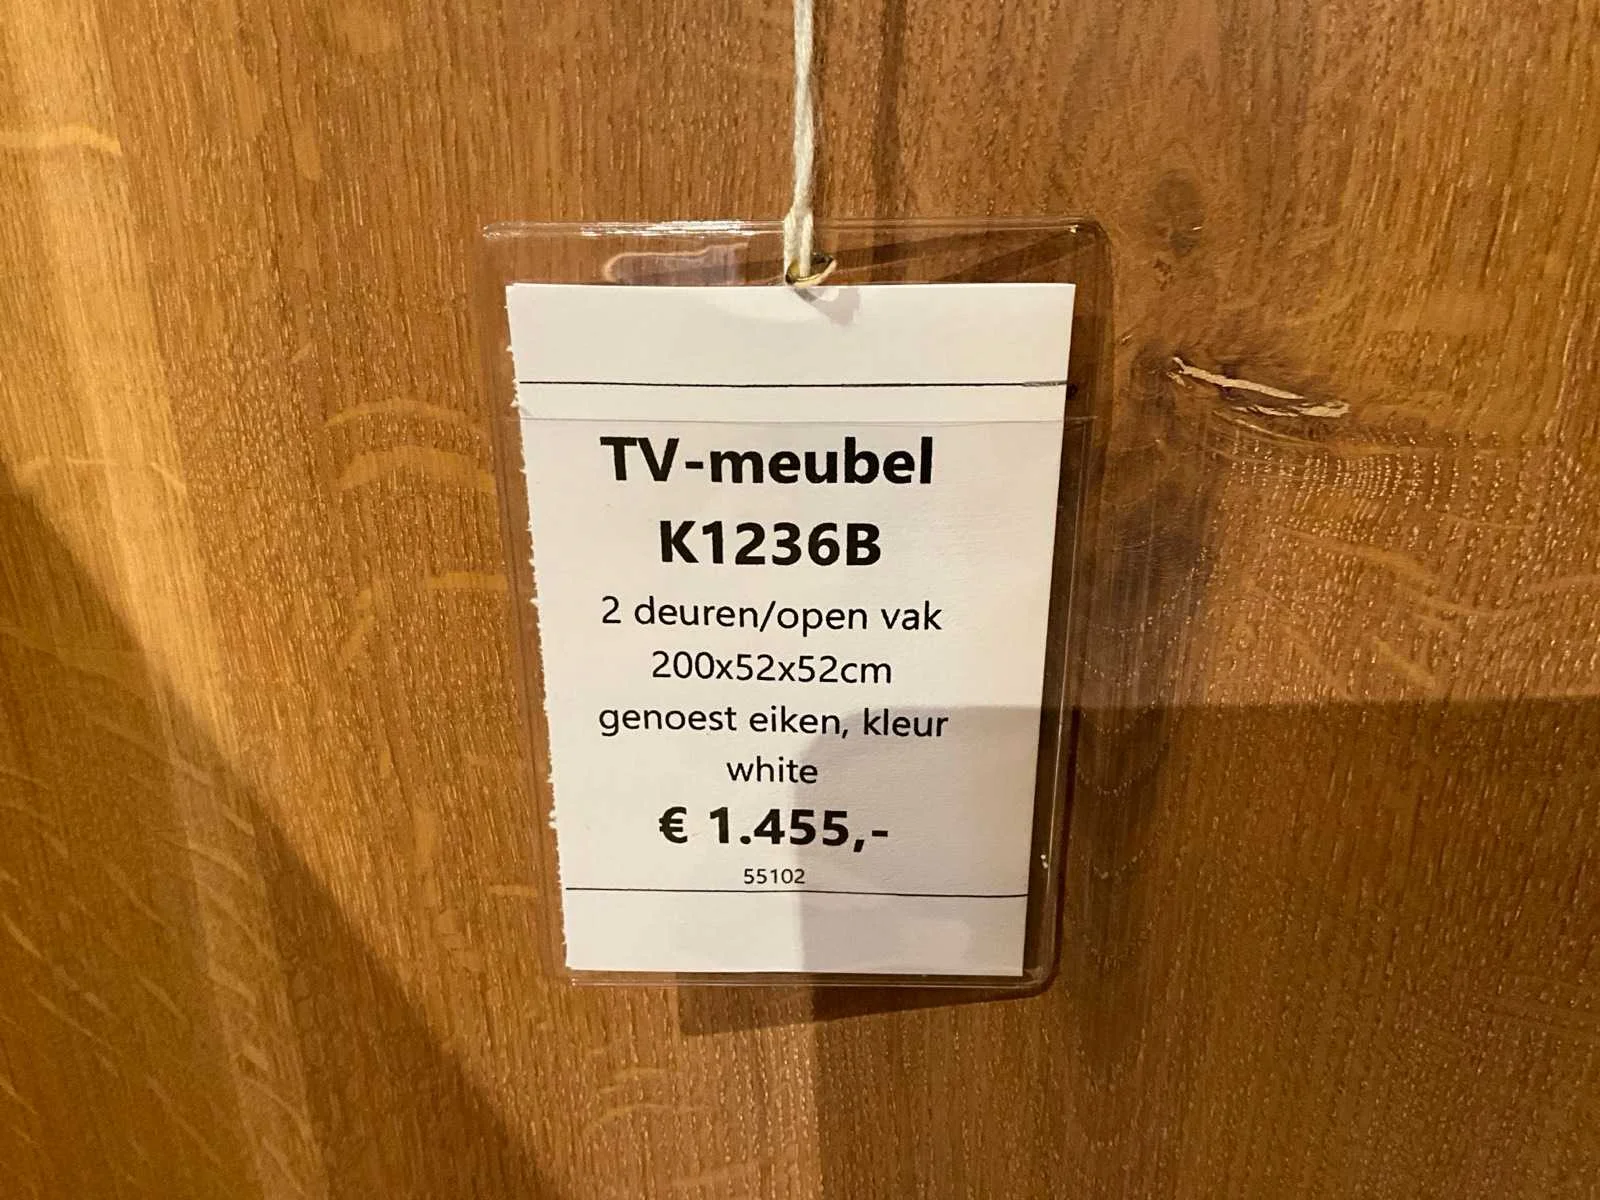 TV-meubel
K1236B
2 deuren/open vak
200x52x52cm
genoest eiken, kleur
white
€ 1.455,-
55102